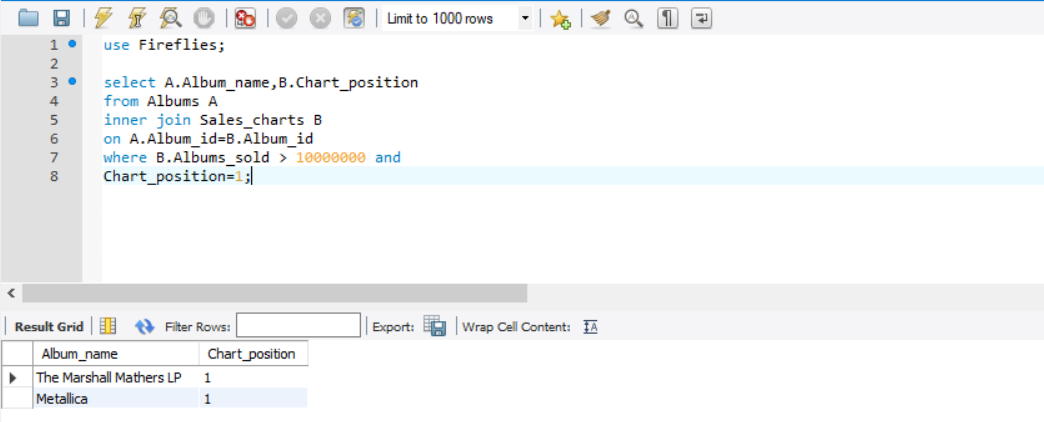 Limit to 1000 rows
1 use Fireflies;
2
3 select A.Album_name,B.Chart_position
4 from Albums A
5 inner join Sales_charts B
6 on A.Album_id=B.Album_id
7 where B.Albums_sold > 10000000 and
8 Chart_position=1;
Result Grid Filter Rows: Export: Wrap Cell Content: IA
Album_name Chart_position
The Marshall Mathers LP 1
Metallica 1